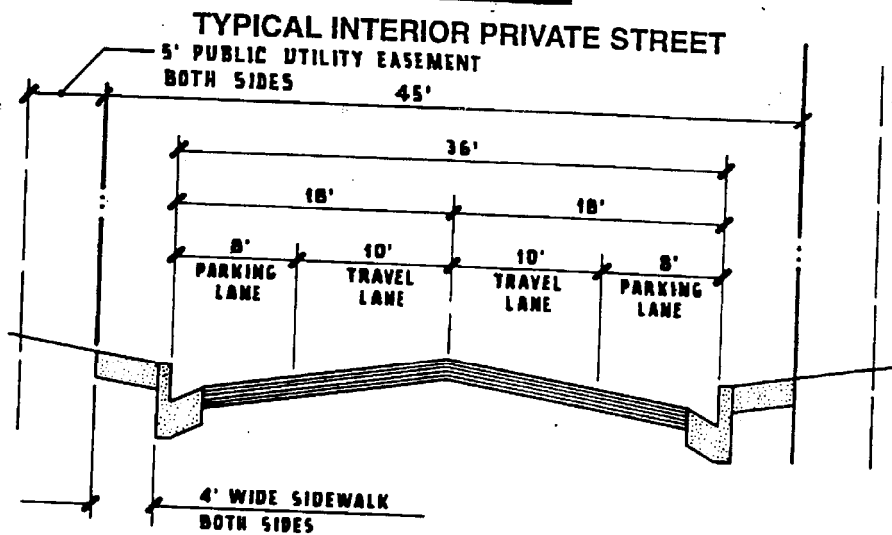 TYPICAL INTERIOR PRIVATE STREET
5' PUBLIC UTILITY EASEMENT
BOTH SIDES
45'
36'
18' 18'
8' 10' 10' 8'
PARKING TRAVEL TRAVEL PARKING
LANE LANE LANE LANE
4' WIDE SIDEWALK
BOTH SIDES